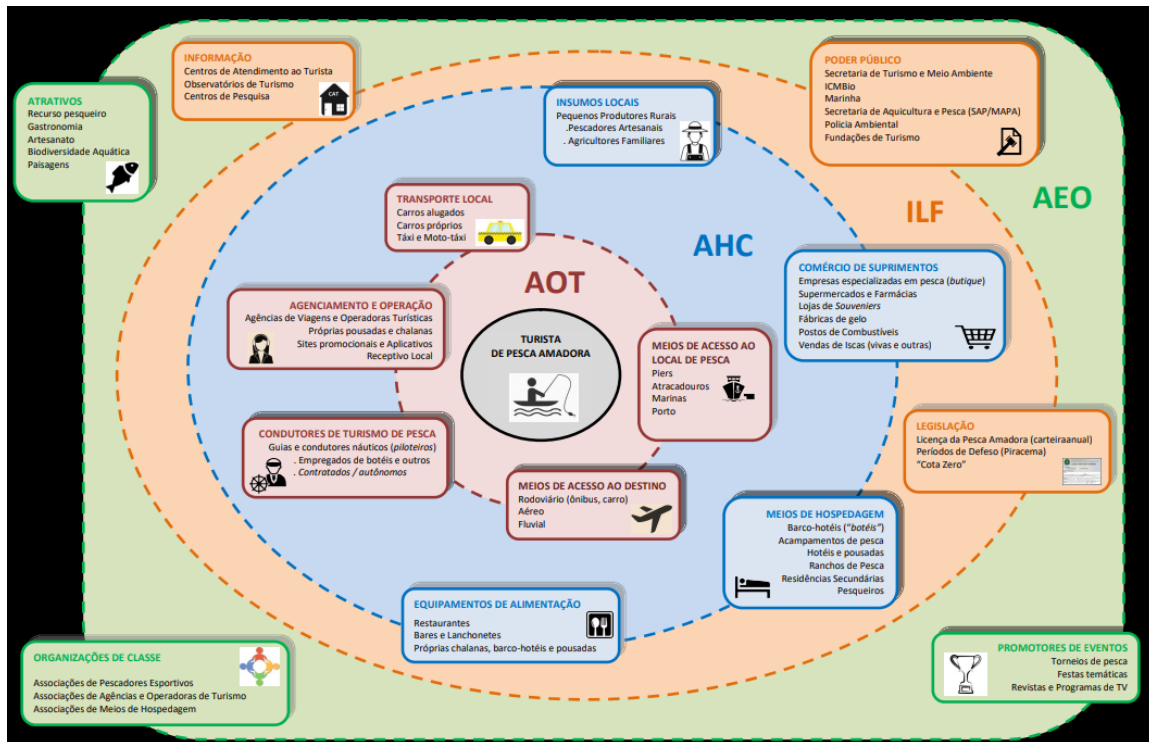 INFORMAÇÃO
Centros de Atendimento ao Turista
Observatórios de Turismo
Centros de Pesquisa
CAT
PODER PÚBLICO
Secretaria de Turismo e Meio Ambiente
ICMBio
Marinha
Secretaria de Aquicultura e Pesca (SAP/MAPA)
Policia Ambiental
Fundações de Turismo
ATRATIVOS
Recurso pesqueiro
Gastronomia
Artesanato
Biodiversidade Aquática
Paisagens
INSUMOS LOCAIS
Pequenos Produtores Rurais
.Pescadores Artesanais
. Agricultores Familiares
AEO
ILF
AHC
AOT
TRANSPORTE LOCAL
Carros alugados
Carros próprios
Táxi e Moto-táxi
COMÉRCIO DE SUPRIMENTOS
Empresas especializadas em pesca (butique)
Supermercados e Farmácias
Lojas de Souveniers
Fábricas de gelo
Postos de Combustíveis
Vendas de Iscas (vivas e outras)
AGENCIAMENTO E OPERAÇÃO
Agências de Viagens e Operadoras Turísticas
Próprias pousadas e chalanas
Sites promocionais e Aplicativos
Receptivo Local
TURISTA
DE PESCA AMADORA
MEIOS DE ACESSO AO
LOCAL DE PESCA
Piers
Atracadouros
Marinas
Porto
CONDUTORES DE TURISMO DE PESCA
Guias e condutores náuticos (piloteiros)
. Empregados de botéis e outros
. Contratados / autônomos
LEGISLAÇÃO
Licença da Pesca Amadora (carteiraanual)
Períodos de Defeso (Piracema)
"Cota Zero"
MEIOS DE ACESSO AO DESTINO
Rodoviário (ônibus, carro)
Aéreo
Fluvial
MEIOS DE HOSPEDAGEM
Barco-hotéis ("botéis")
Acampamentos de pesca
Hotéis e pousadas
Ranchos de Pesca
Residências Secundárias
Pesqueiros
EQUIPAMENTOS DE ALIMENTAÇÃO
Restaurantes
Bares e Lanchonetes
Próprias chalanas, barco-hotéis e pousadas
ORGANIZAÇÕES DE CLASSE
Associações de Pescadores Esportivos
Associações de Agências e Operadoras de Turismo
Associações de Meios de Hospedagem
PROMOTORES DE EVENTOS
Torneios de pesca
Festas temáticas
Revistas e Programas de TV